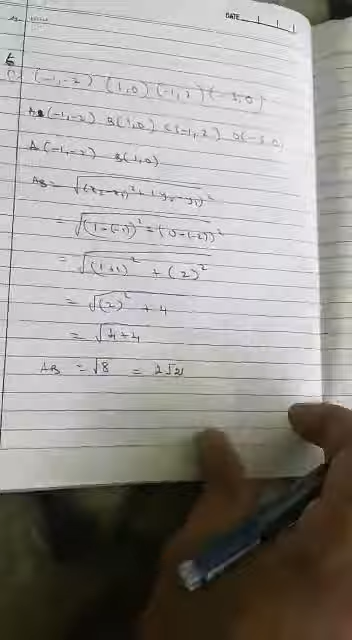 DATE
6
(-1,-2) (1,0) (-1,2) (-3,0)
A(-1,-2) B(1,0) C(-1,2) D(-3,0)
A(-1,-2) B(1,0)
AB = √(x₂-x₁)²+(y₂-y₁)²
= √(1-(-1))²+(0-(-2))²
= √(1+1)² + (2)²
= √(2)² + 4
= √4+4
AB = √8 = 2√2